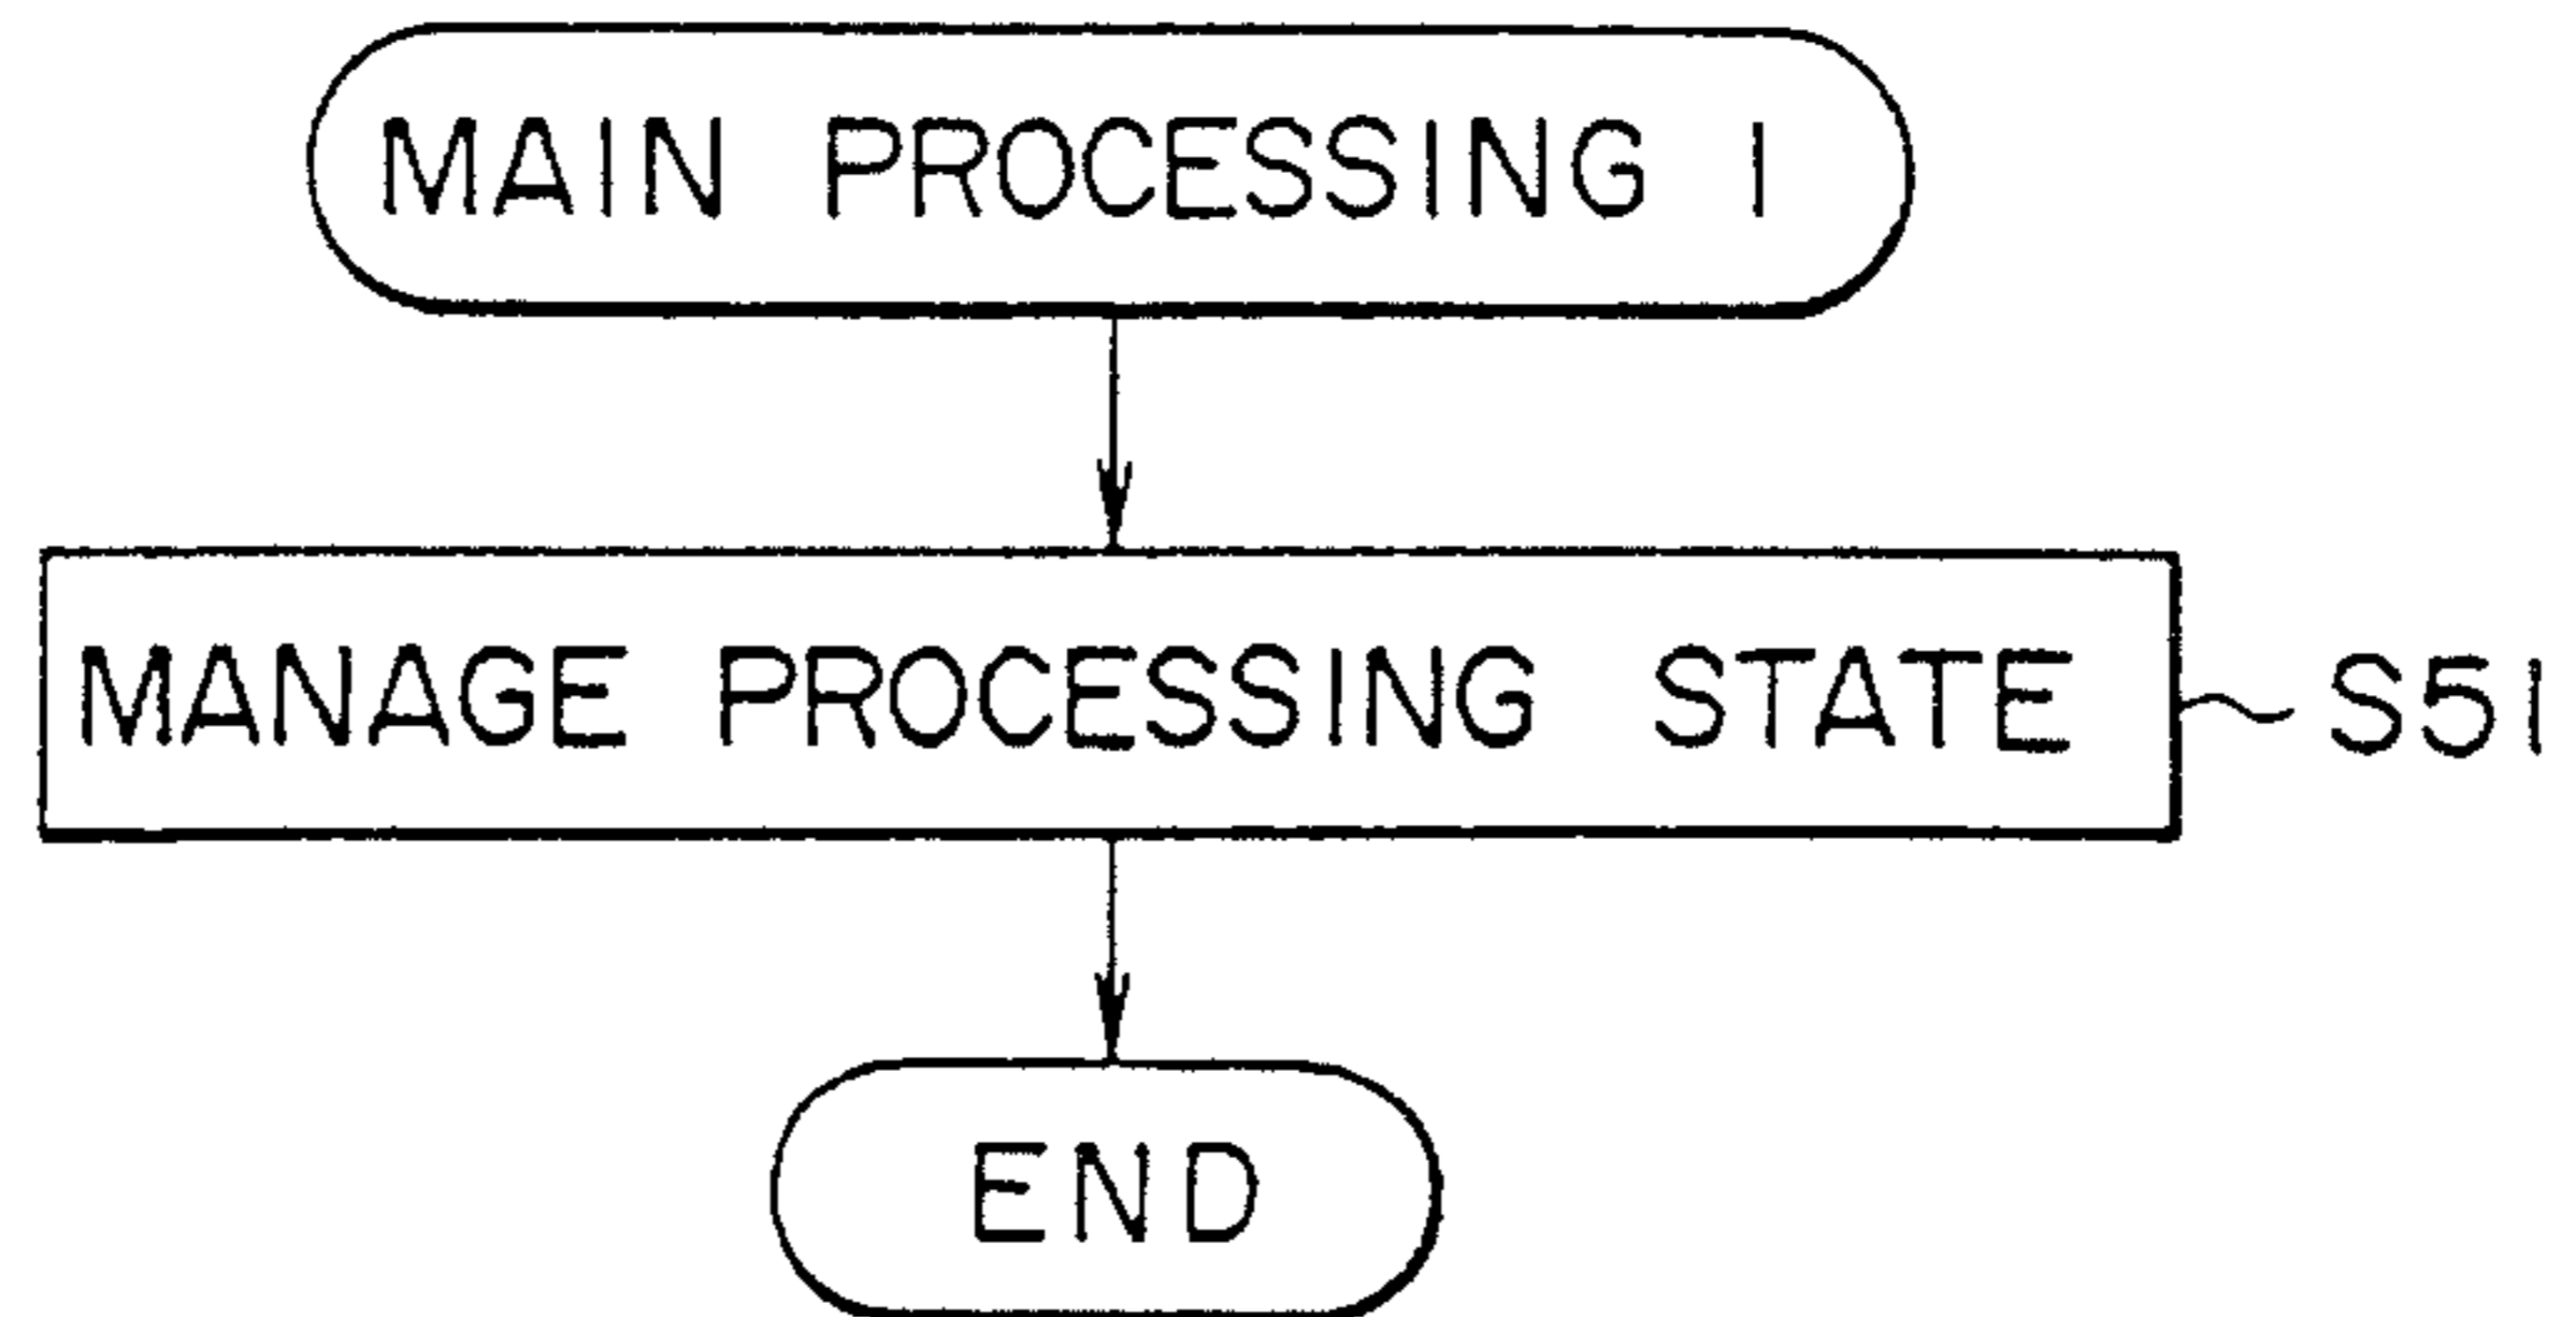 MAIN PROCESSING 1
MANAGE PROCESSING STATE
S51
END